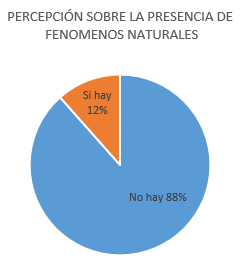 PERCEPCIÓN SOBRE LA PRESENCIA DE
FENOMENOS NATURALES
Si hay
12%
No hay 88%